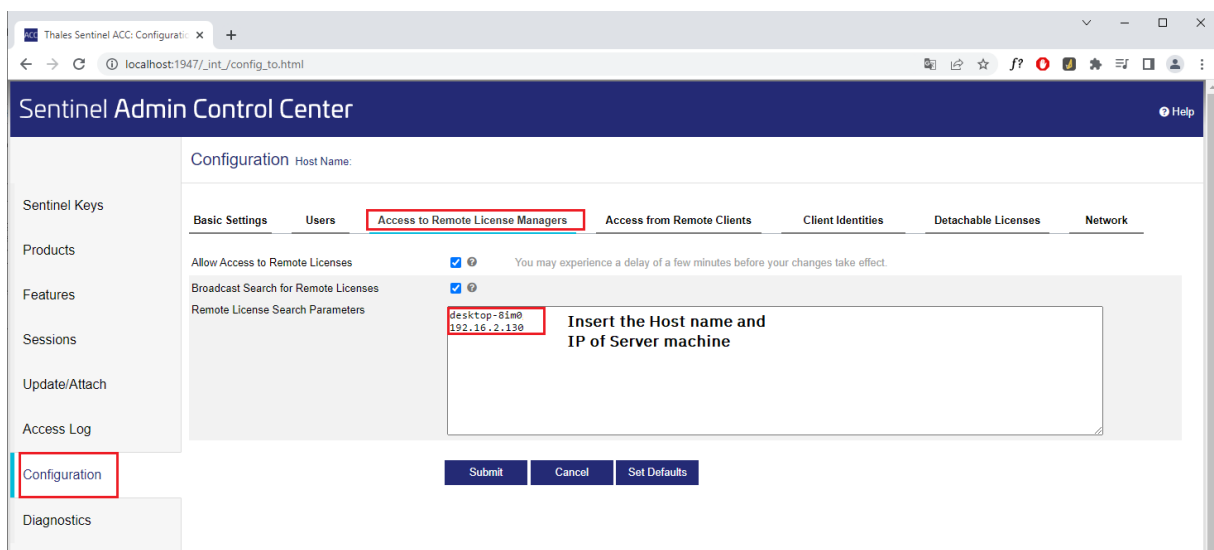 ACC Thales Sentinel ACC: Configuratio
localhost:1947/_int_/config_to.html
f?
Sentinel Admin Control Center
Help
Configuration Host Name:
Sentinel Keys
Products
Features
Sessions
Update/Attach
Access Log
Configuration
Diagnostics
Basic Settings Users Access to Remote License Managers Access from Remote Clients Client Identities Detachable Licenses Network
Allow Access to Remote Licenses You may experience a delay of a few minutes before your changes take effect.
Broadcast Search for Remote Licenses
Remote License Search Parameters
desktop-8im0
192.16.2.130
Insert the Host name and
IP of Server machine
Submit Cancel Set Defaults